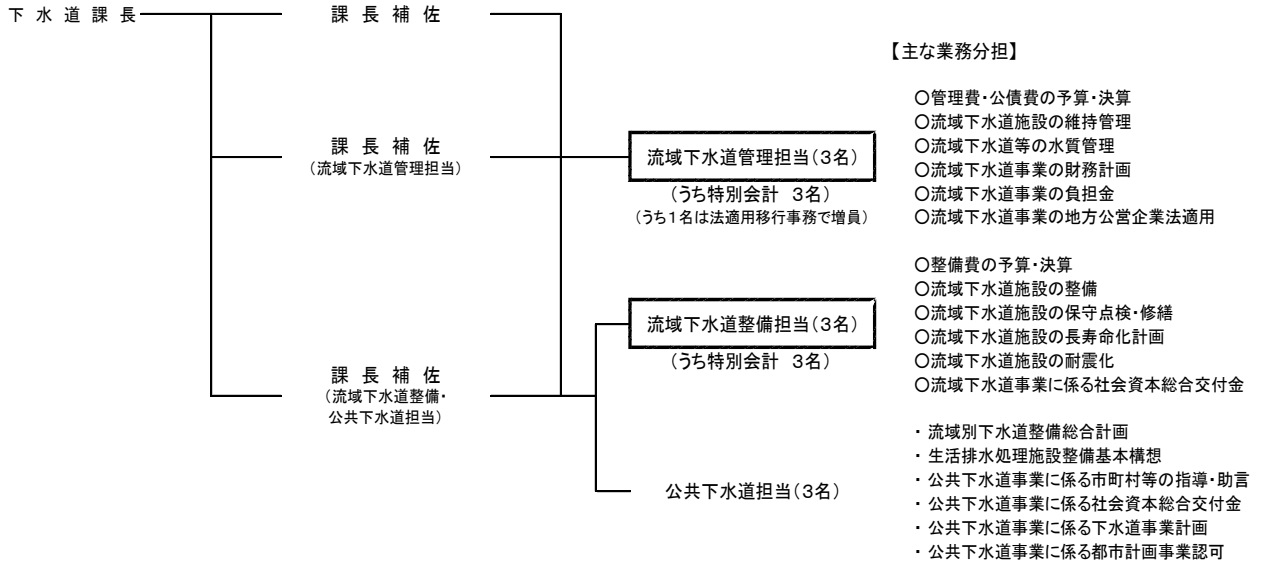 下水道課長
課長補佐
課長補佐
(流域下水道管理担当)
課長補佐
(流域下水道整備・
公共下水道担当)
流域下水道管理担当(3名)
(うち特別会計 3名)
(うち1名は法適用移行事務で増員)
流域下水道整備担当(3名)
(うち特別会計 3名)
公共下水道担当(3名)
【主な業務分担】
○管理費・公債費の予算・決算
○流域下水道施設の維持管理
○流域下水道等の水質管理
○流域下水道事業の財務計画
○流域下水道事業の負担金
○流域下水道事業の地方公営企業法適用
○整備費の予算・決算
○流域下水道施設の整備
○流域下水道施設の保守点検・修繕
○流域下水道施設の長寿命化計画
○流域下水道施設の耐震化
○流域下水道事業に係る社会資本総合交付金
・ 流域別下水道整備総合計画
・ 生活排水処理施設整備基本構想
・ 公共下水道事業に係る市町村等の指導・助言
・ 公共下水道事業に係る社会資本総合交付金
・ 公共下水道事業に係る下水道事業計画
・ 公共下水道事業に係る都市計画事業認可